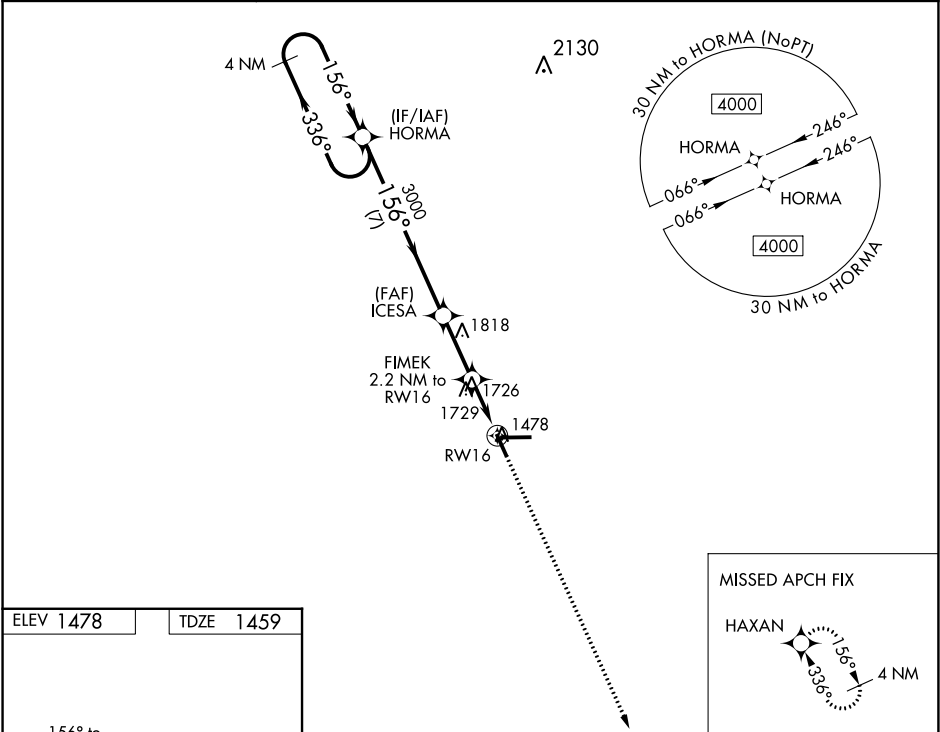 4 NM
156°
336°
(IF/IAF)
HORMA
3000
156°
(7)
2130
30 NM to HORMA (NoPT)
4000
246°
HORMA
246°
066°
HORMA
066°
4000
30 NM to HORMA
(FAF)
ICESA
1818
FIMEK
2.2 NM to
RW16
1726
1729
1478
RW16
MISSED APCH FIX
HAXAN
156°
336°
4 NM
ELEV 1478
TDZE 1459
156° to